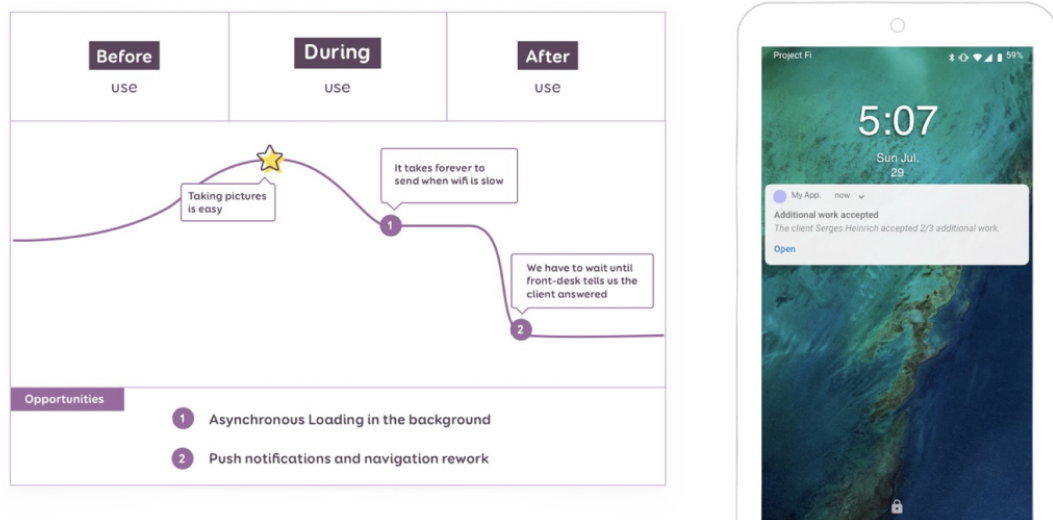 Before
use
During
use
After
use
Taking pictures
is easy
It takes forever to
send when wifi is slow
1
We have to wait until
front-desk tells us the
client answered
2
Opportunities
1 Asynchronous Loading in the background
2 Push notifications and navigation rework
Project Fi 59%
5:07
Sun Jul.
29
My App. now
Additional work accepted
The client Serges Heinrich accepted 2/3 additional work.
Open